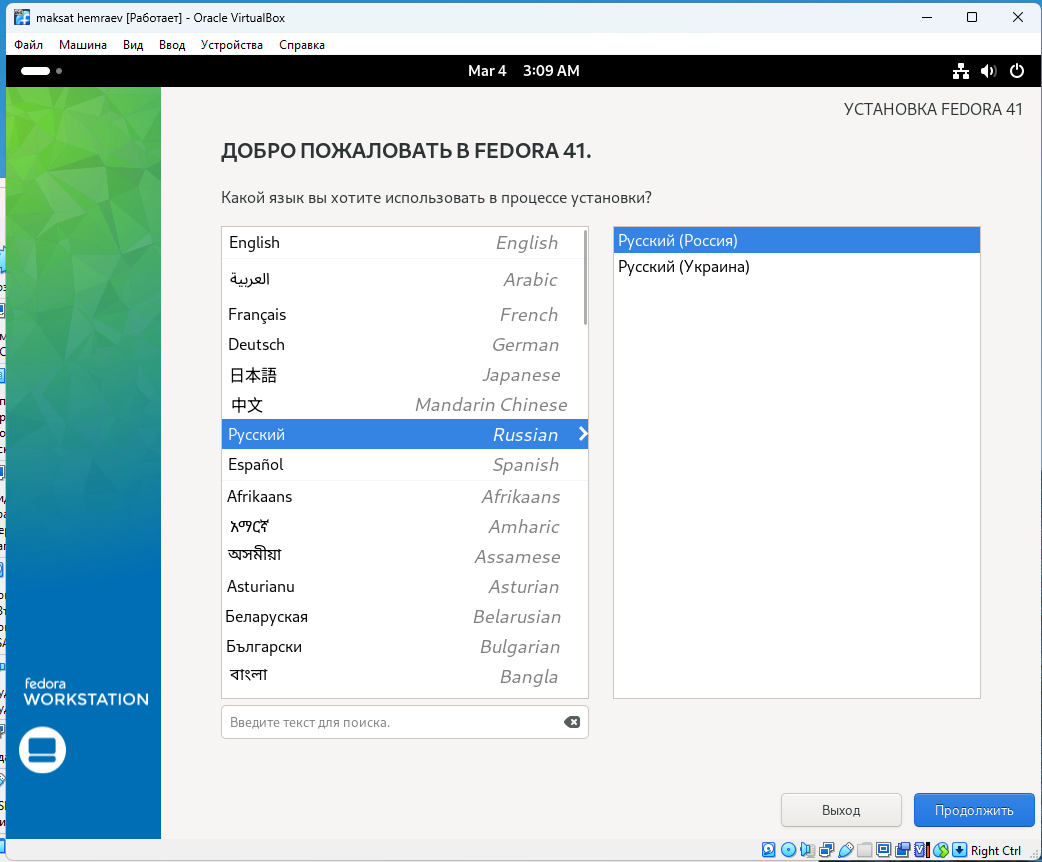 maksat hemraev [Работает] - Oracle VirtualBox
Файл Машина Вид Ввод Устройства Справка
Mar 4 3:09 AM
УСТАНОВКА FEDORA 41
ДОБРО ПОЖАЛОВАТЬ В FEDORA 41.
Какой язык вы хотите использовать в процессе установки?
English English
العربية Arabic
Français French
Deutsch German
日本語 Japanese
中文 Mandarin Chinese
Русский Russian
Español Spanish
Afrikaans Afrikaans
አማርኛ Amharic
অসমীয়া Assamese
Asturianu Asturian
Беларуская Belarusian
Български Bulgarian
বাংলা Bangla
Русский (Россия)
Русский (Украина)
Введите текст для поиска.
fedora
WORKSTATION
Выход Продолжить
Right Ctrl